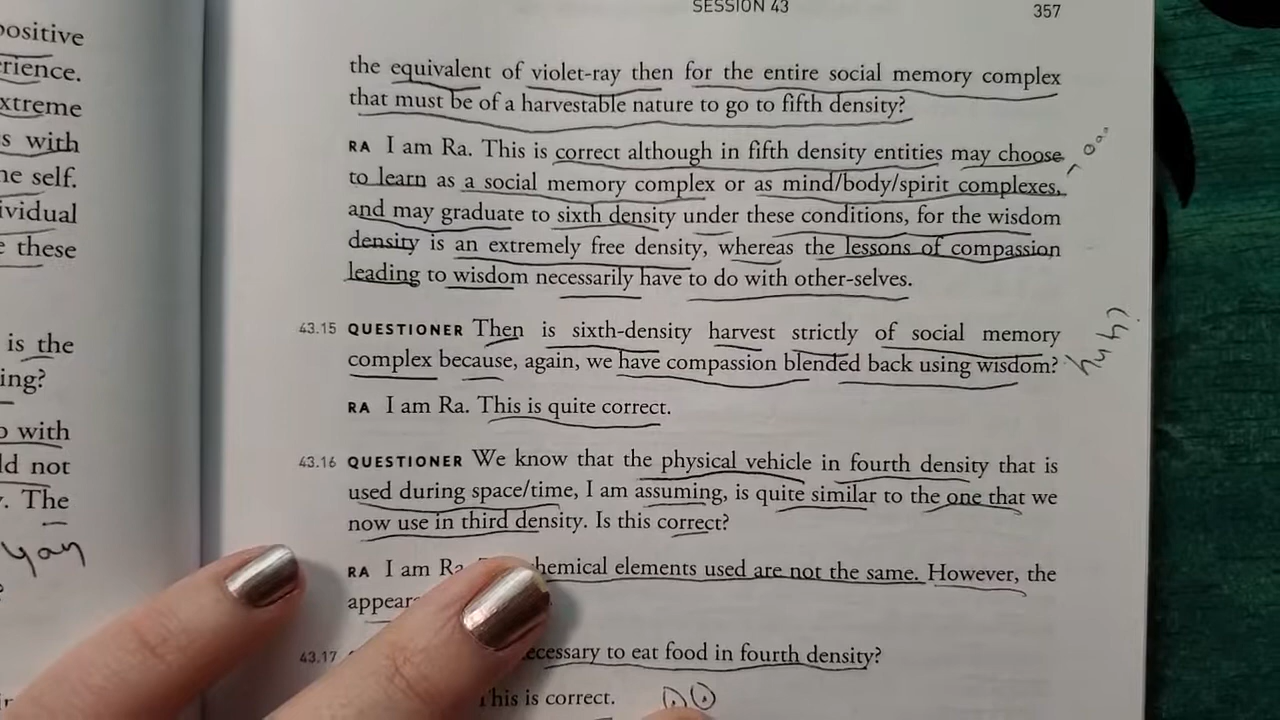 positive
rience.
xtreme
s with
ne self.
ividual
e these
is the
ing?
o with
ld not
. The
SESSION 43 357
the equivalent of violet-ray then for the entire social memory complex
that must be of a harvestable nature to go to fifth density?
RA I am Ra. This is correct although in fifth density entities may choose
to learn as a social memory complex or as mind/body/spirit complexes,
and may graduate to sixth density under these conditions, for the wisdom
density is an extremely free density, whereas the lessons of compassion
leading to wisdom necessarily have to do with other-selves.
43.15 QUESTIONER Then is sixth-density harvest strictly of social memory
complex because, again, we have compassion blended back using wisdom?
RA I am Ra. This is quite correct.
43.16 QUESTIONER We know that the physical vehicle in fourth density that is
used during space/time, I am assuming, is quite similar to the one that we
now use in third density. Is this correct?
RA I am Ra. hemical elements used are not the same. However, the
appear
43.17 ecessary to eat food in fourth density?
This is correct.